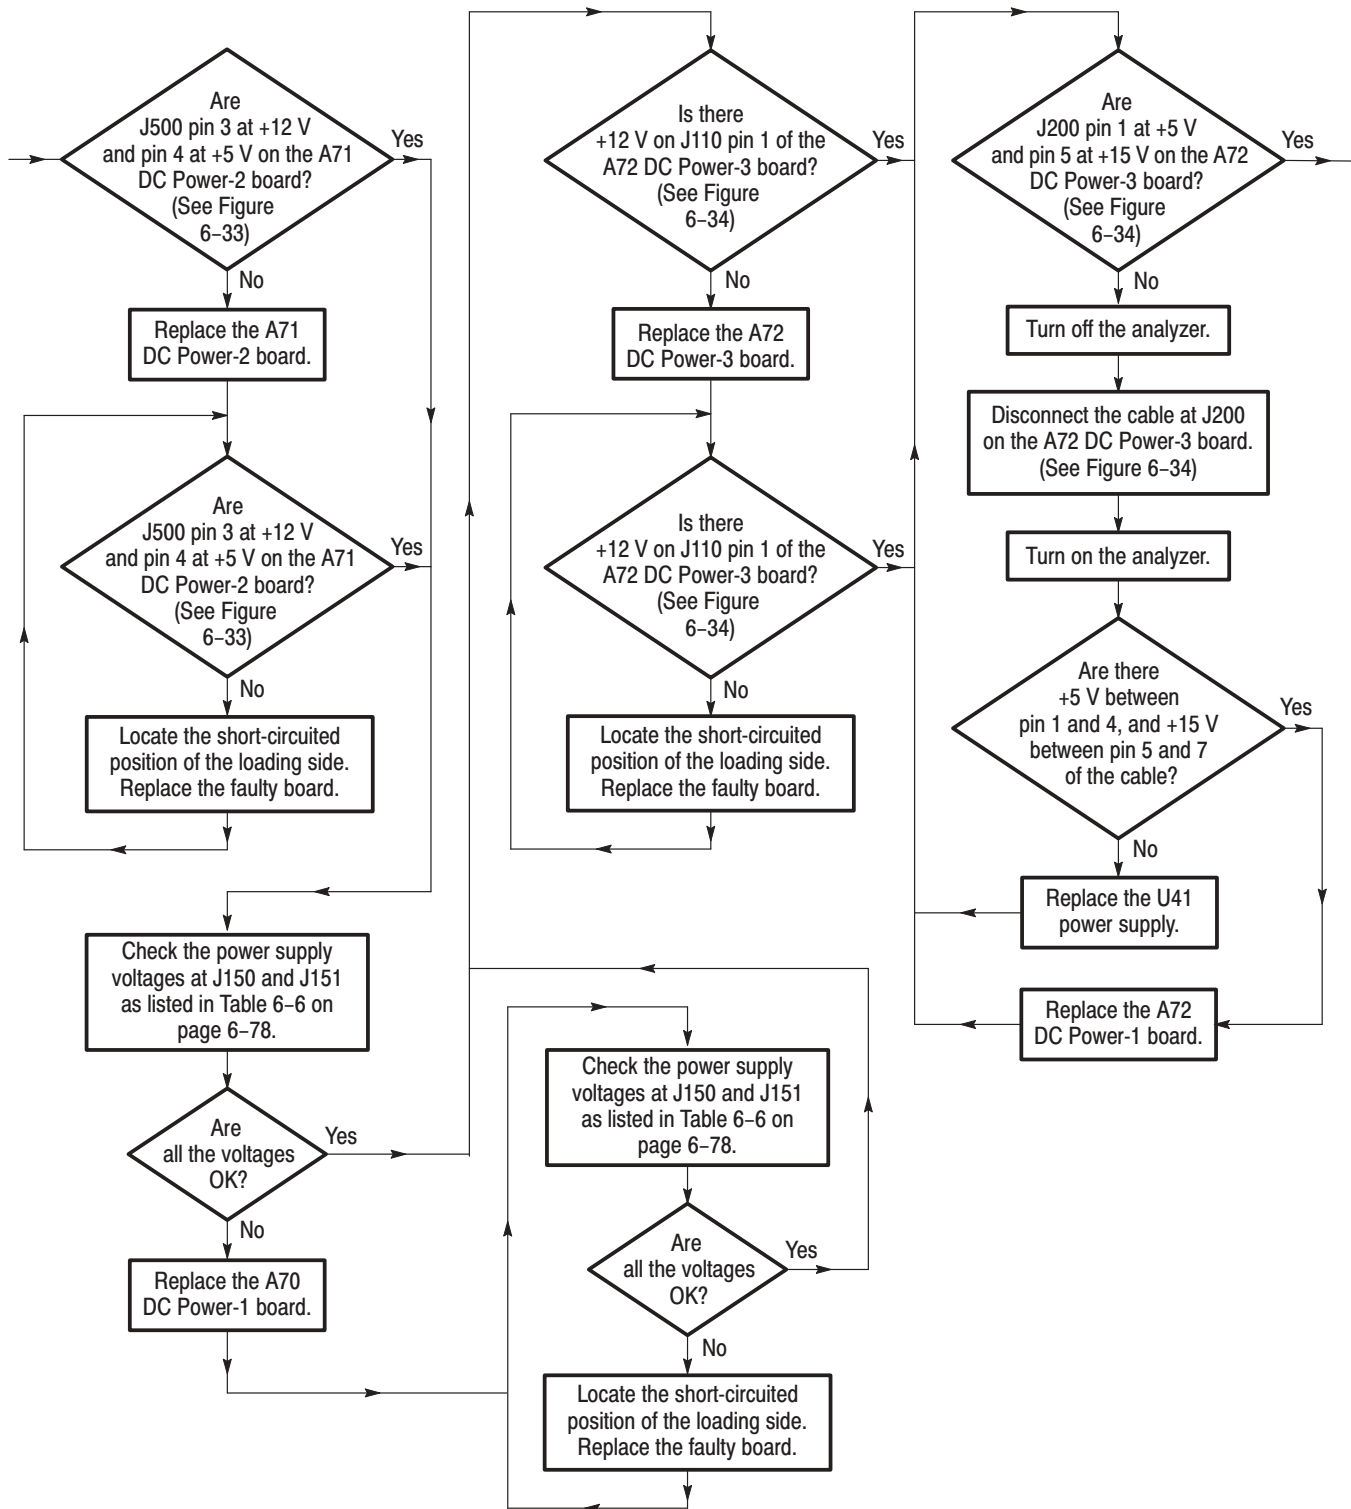 Are
J500 pin 3 at +12 V
and pin 4 at +5 V on the A71
DC Power-2 board?
(See Figure
6–33)
Yes
No
Replace the A71
DC Power-2 board.
Are
J500 pin 3 at +12 V
and pin 4 at +5 V on the A71
DC Power-2 board?
(See Figure
6–33)
Yes
No
Locate the short-circuited
position of the loading side.
Replace the faulty board.
Check the power supply
voltages at J150 and J151
as listed in Table 6–6 on
page 6–78.
Are
all the voltages
OK?
Yes
No
Replace the A70
DC Power-1 board.
Check the power supply
voltages at J150 and J151
as listed in Table 6–6 on
page 6–78.
Are
all the voltages
OK?
Yes
No
Locate the short-circuited
position of the loading side.
Replace the faulty board.
Is there
+12 V on J110 pin 1 of the
A72 DC Power-3 board?
(See Figure
6–34)
Yes
No
Replace the A72
DC Power-3 board.
Is there
+12 V on J110 pin 1 of the
A72 DC Power-3 board?
(See Figure
6–34)
Yes
No
Locate the short-circuited
position of the loading side.
Replace the faulty board.
Are
J200 pin 1 at +5 V
and pin 5 at +15 V on the A72
DC Power-3 board?
(See Figure
6–34)
Yes
No
Turn off the analyzer.
Disconnect the cable at J200
on the A72 DC Power-3 board.
(See Figure 6–34)
Turn on the analyzer.
Are there
+5 V between
pin 1 and 4, and +15 V
between pin 5 and 7
of the cable?
Yes
No
Replace the U41
power supply.
Replace the A72
DC Power-1 board.